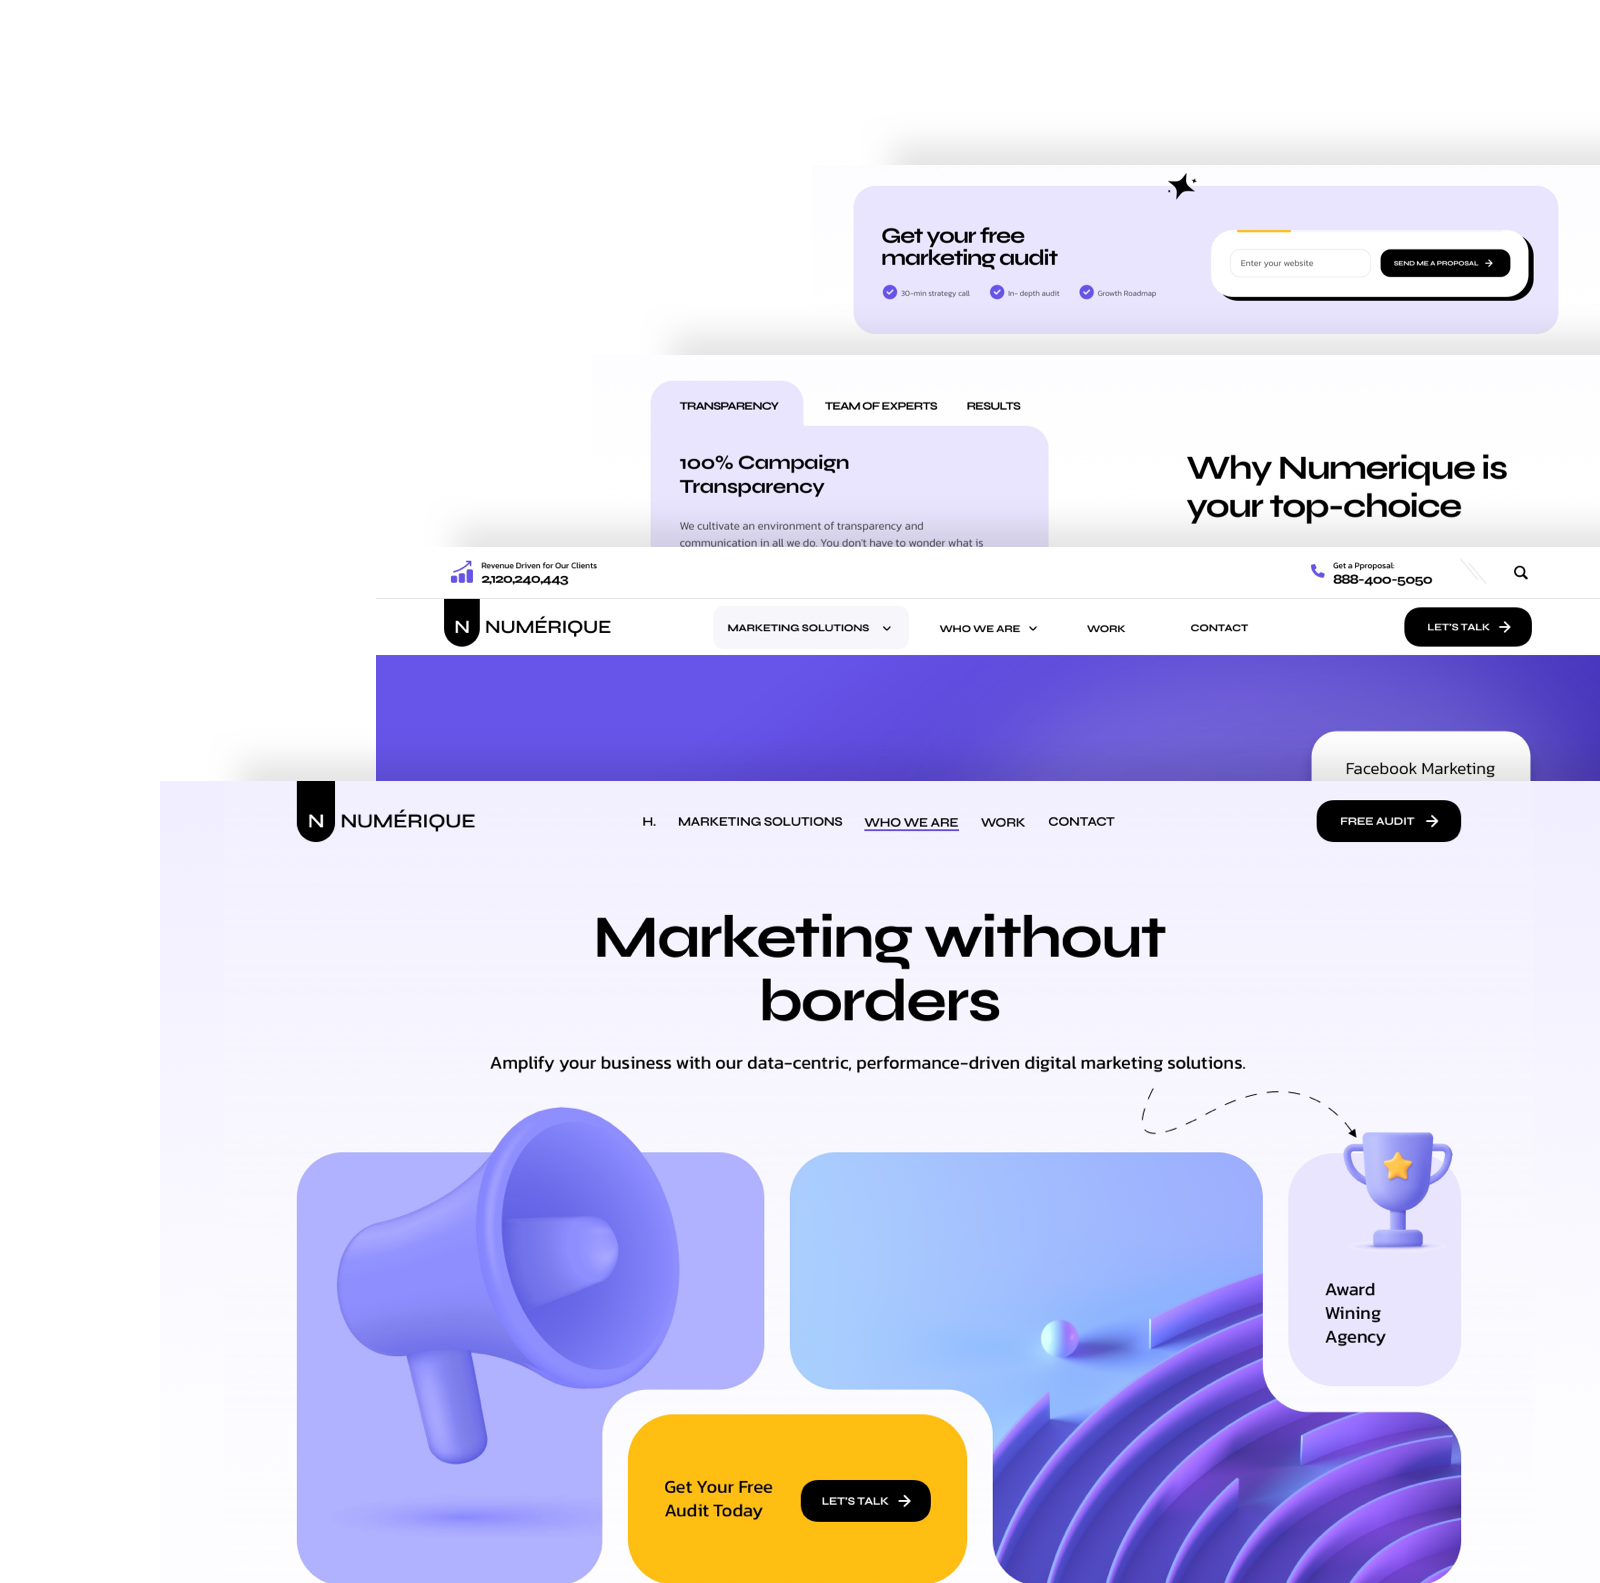 Get your free
marketing audit
30-min strategy call
In- depth audit
Growth Roadmap
Enter your website
SEND ME A PROPOSAL
TRANSPARENCY
TEAM OF EXPERTS
RESULTS
100% Campaign
Transparency
We cultivate an environment of transparency and
communication in all we do. You don't have to wonder what is
Why Numerique is
your top-choice
Revenue Driven for Our Clients
2,120,240,443
Get a Pproposal:
888-400-5050
N NUMÉRIQUE
MARKETING SOLUTIONS
WHO WE ARE
WORK
CONTACT
LET'S TALK
Facebook Marketing
N NUMÉRIQUE
H.
MARKETING SOLUTIONS
WHO WE ARE
WORK
CONTACT
FREE AUDIT
Marketing without
borders
Amplify your business with our data-centric, performance-driven digital marketing solutions.
Award
Wining
Agency
Get Your Free
Audit Today
LET'S TALK